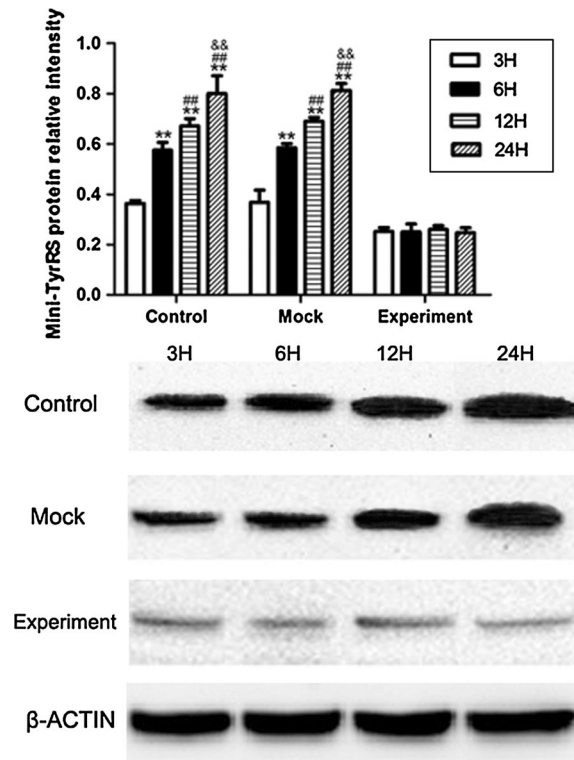 Mini-TyrRS protein relative intensity
1.0
0.8
0.6
0.4
0.2
0.0
**
##
**
&&
##
**
**
##
**
&&
##
**
Control
Mock
Experiment
3H
6H
12H
24H
3H 6H 12H 24H
Control
Mock
Experiment
β-ACTIN